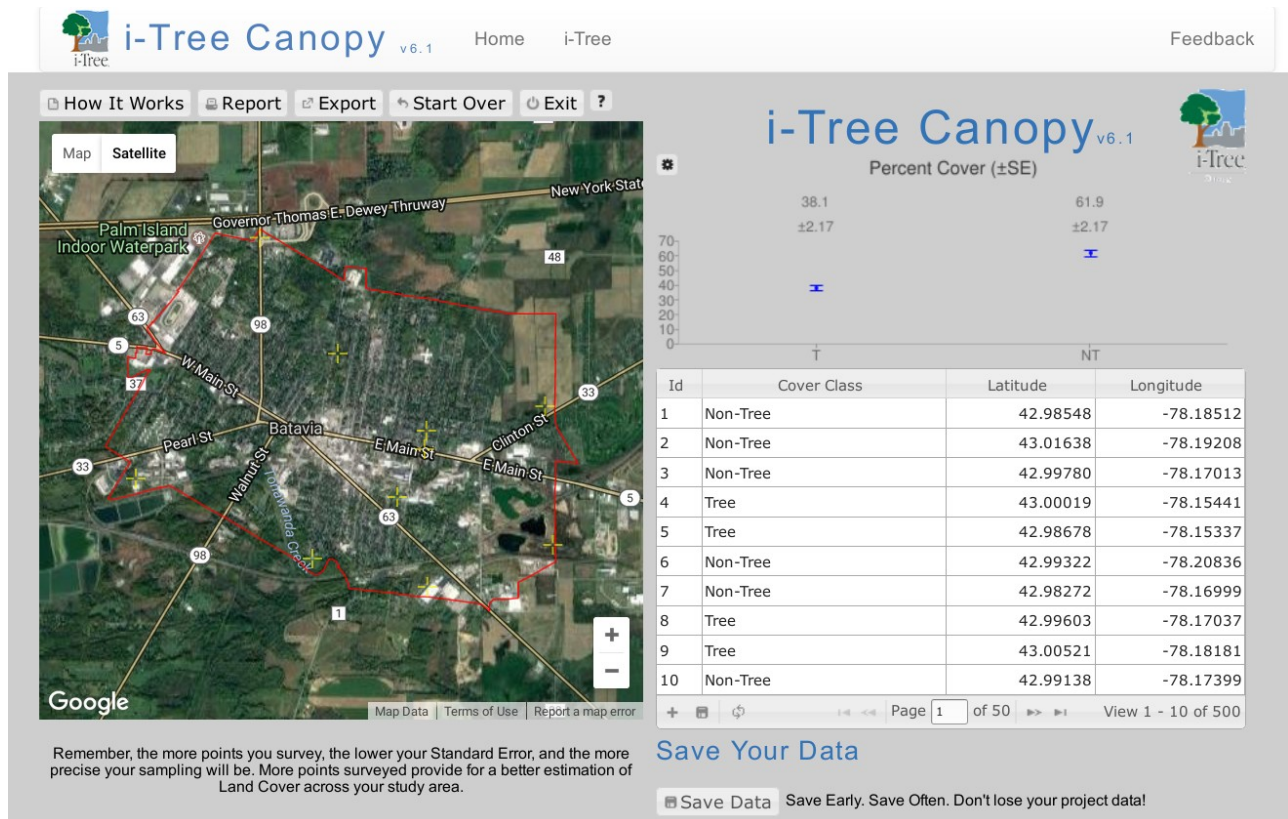 i-Tree
i-Tree Canopy v6.1
Home
i-Tree
Feedback
How It Works
Report
Export
Start Over
Exit
?
Map
Satellite
New York State
Governor Thomas E. Dewey Thruway
Palm Island
Indoor Waterpark
48
63
98
5
37
W Main St
33
Clinton St
Batavia
Pearl St
E Main St
E Main St
33
Walnut St
Tonawanda Creek
5
63
98
1
+
−
Google
Map Data
Terms of Use
Report a map error
Remember, the more points you survey, the lower your Standard Error, and the more
precise your sampling will be. More points surveyed provide for a better estimation of
Land Cover across your study area.
i-Tree Canopy v6.1
i-Tree
Percent Cover (±SE)
38.1 61.9
±2.17 ±2.17
70
60
50
40
30
20
10
0
T NT
Id Cover Class Latitude Longitude
1 Non-Tree 42.98548 -78.18512
2 Non-Tree 43.01638 -78.19208
3 Non-Tree 42.99780 -78.17013
4 Tree 43.00019 -78.15441
5 Tree 42.98678 -78.15337
6 Non-Tree 42.99322 -78.20836
7 Non-Tree 42.98272 -78.16999
8 Tree 42.99603 -78.17037
9 Tree 43.00521 -78.18181
10 Non-Tree 42.99138 -78.17399
Page 1 of 50 View 1 - 10 of 500
Save Your Data
Save Data Save Early. Save Often. Don't lose your project data!